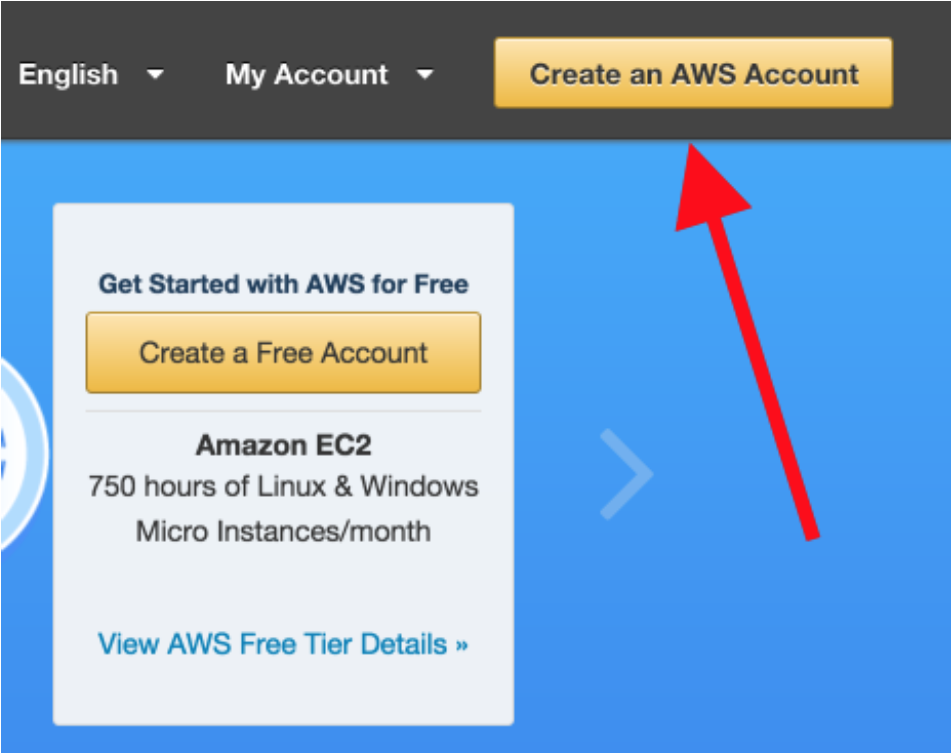 English
My Account
Create an AWS Account
Get Started with AWS for Free
Create a Free Account
Amazon EC2
750 hours of Linux & Windows
Micro Instances/month
View AWS Free Tier Details »